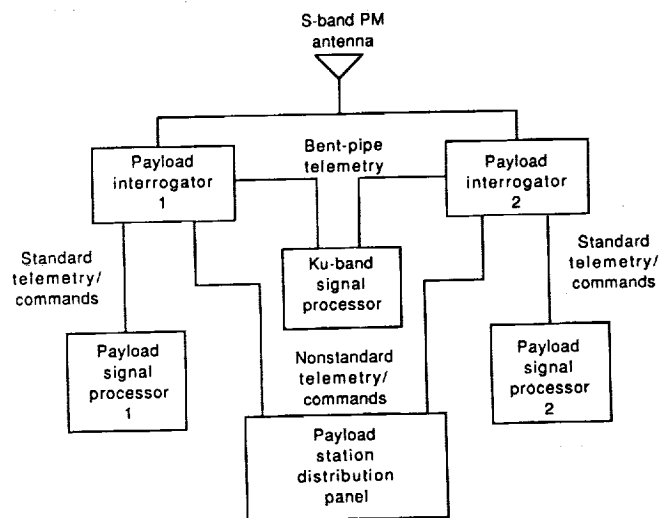 S-band PM
antenna
Bent-pipe
telemetry
Payload
interrogator
1
Payload
interrogator
2
Standard
telemetry/
commands
Ku-band
signal
processor
Standard
telemetry/
commands
Payload
signal
processor
1
Nonstandard
telemetry/
commands
Payload
signal
processor
2
Payload
station
distribution
panel